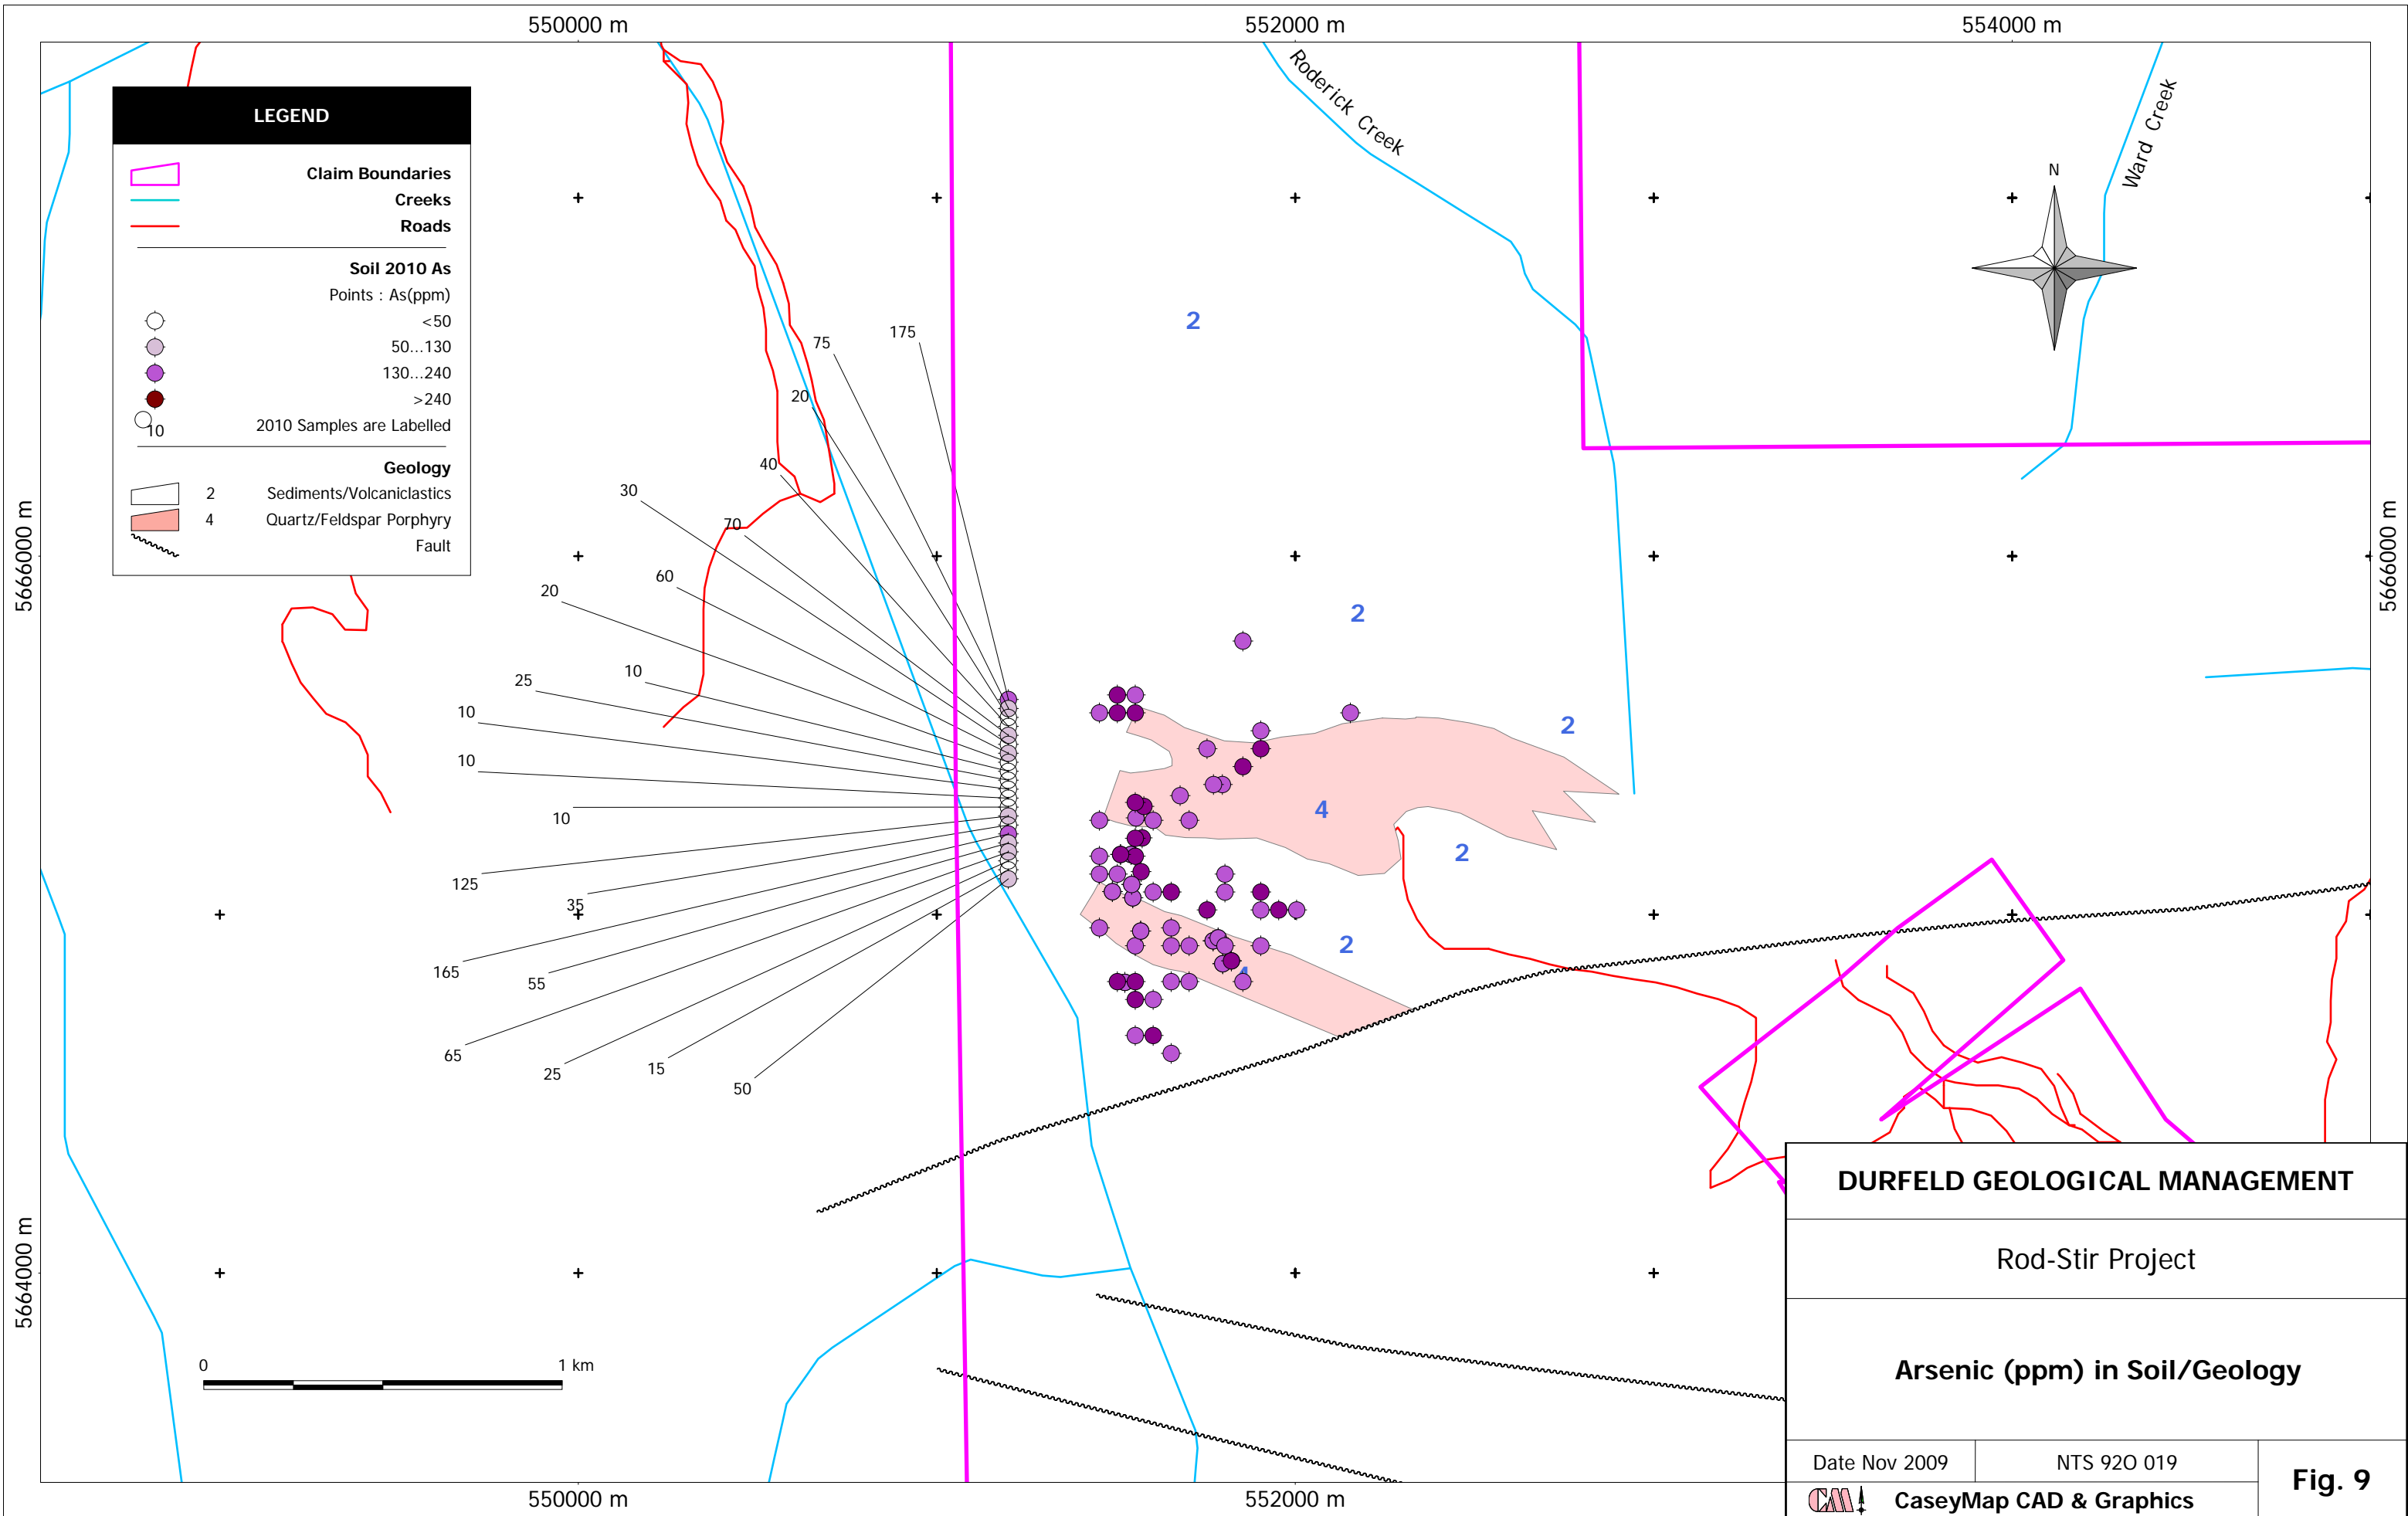 550000 m 552000 m 554000 m
Roderick Creek
Ward Creek
N
LEGEND
Claim Boundaries
Creeks
Roads
Soil 2010 As
Points : As(ppm)
<50
50...130
130...240
>240
10 2010 Samples are Labelled
Geology
2 Sediments/Volcaniclastics
4 Quartz/Feldspar Porphyry
Fault
5666000 m
5666000 m
5664000 m
175
75
20
40
30
70
60
20
10
25
10
10
10
125
35
165
55
65
25
15
50
2
2
2
4
2
2
4
0 1 km
DURFELD GEOLOGICAL MANAGEMENT
Rod-Stir Project
Arsenic (ppm) in Soil/Geology
Date Nov 2009 NTS 92O 019
Fig. 9
CaseyMap CAD & Graphics
550000 m 552000 m